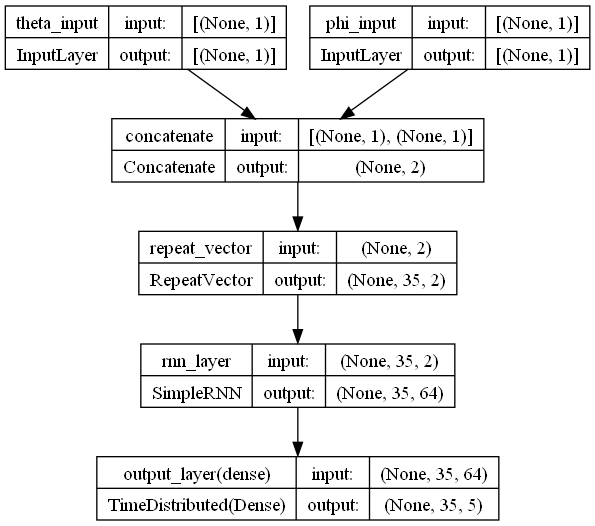 theta_input input: [(None, 1)]
InputLayer output: [(None, 1)]
phi_input input: [(None, 1)]
InputLayer output: [(None, 1)]
concatenate input: [(None, 1), (None, 1)]
Concatenate output: (None, 2)
repeat_vector input: (None, 2)
RepeatVector output: (None, 35, 2)
rnn_layer input: (None, 35, 2)
SimpleRNN output: (None, 35, 64)
output_layer(dense) input: (None, 35, 64)
TimeDistributed(Dense) output: (None, 35, 5)